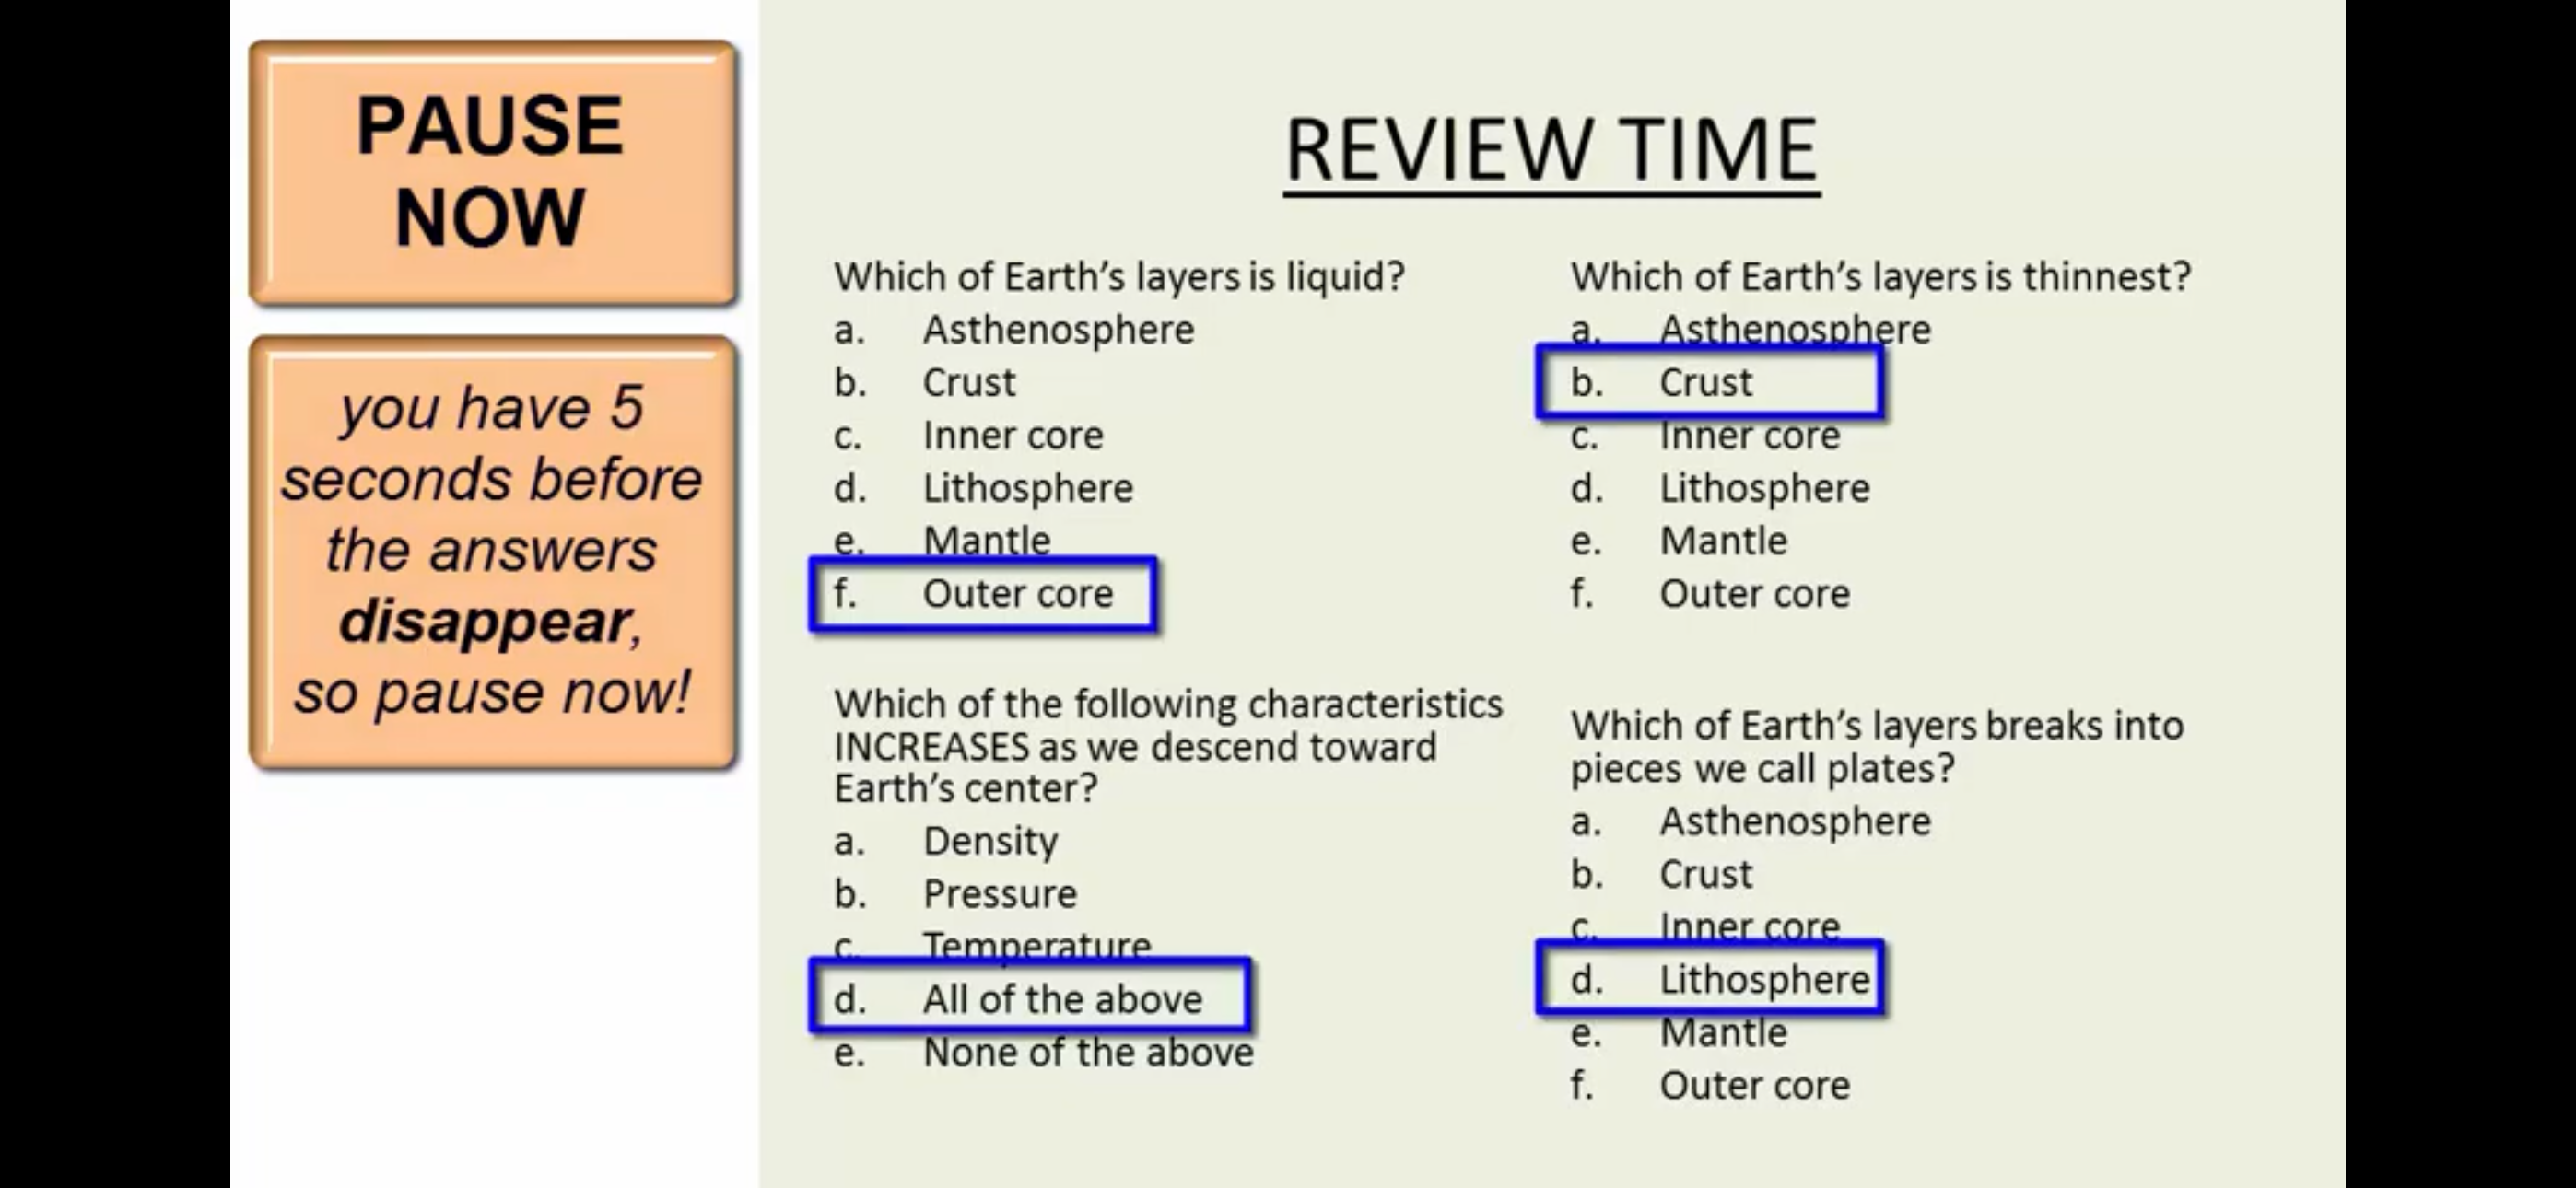 PAUSE
NOW
you have 5
seconds before
the answers
disappear,
so pause now!
REVIEW TIME
Which of Earth's layers is liquid?
a. Asthenosphere
b. Crust
c. Inner core
d. Lithosphere
e. Mantle
f. Outer core
Which of the following characteristics
INCREASES as we descend toward
Earth's center?
a. Density
b. Pressure
c. Temperature
d. All of the above
e. None of the above
Which of Earth's layers is thinnest?
a. Asthenosphere
b. Crust
c. Inner core
d. Lithosphere
e. Mantle
f. Outer core
Which of Earth's layers breaks into
pieces we call plates?
a. Asthenosphere
b. Crust
c. Inner core
d. Lithosphere
e. Mantle
f. Outer core